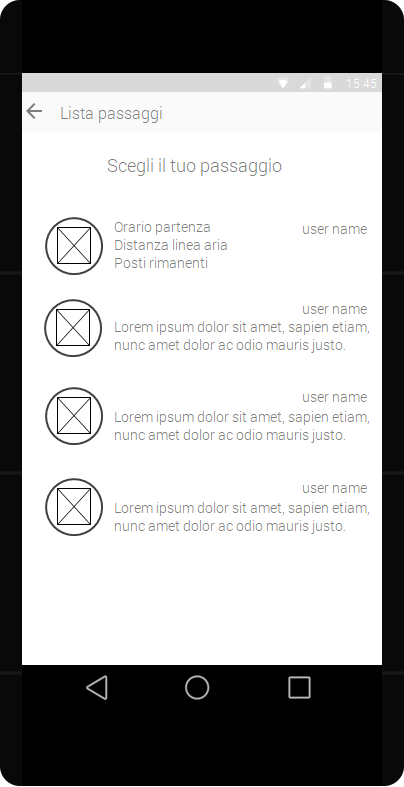 15:45
Lista passaggi
Scegli il tuo passaggio
Orario partenza
user name
Distanza linea aria
Posti rimanenti
user name
Lorem ipsum dolor sit amet, sapien etiam,
nunc amet dolor ac odio mauris justo.
user name
Lorem ipsum dolor sit amet, sapien etiam,
nunc amet dolor ac odio mauris justo.
user name
Lorem ipsum dolor sit amet, sapien etiam,
nunc amet dolor ac odio mauris justo.